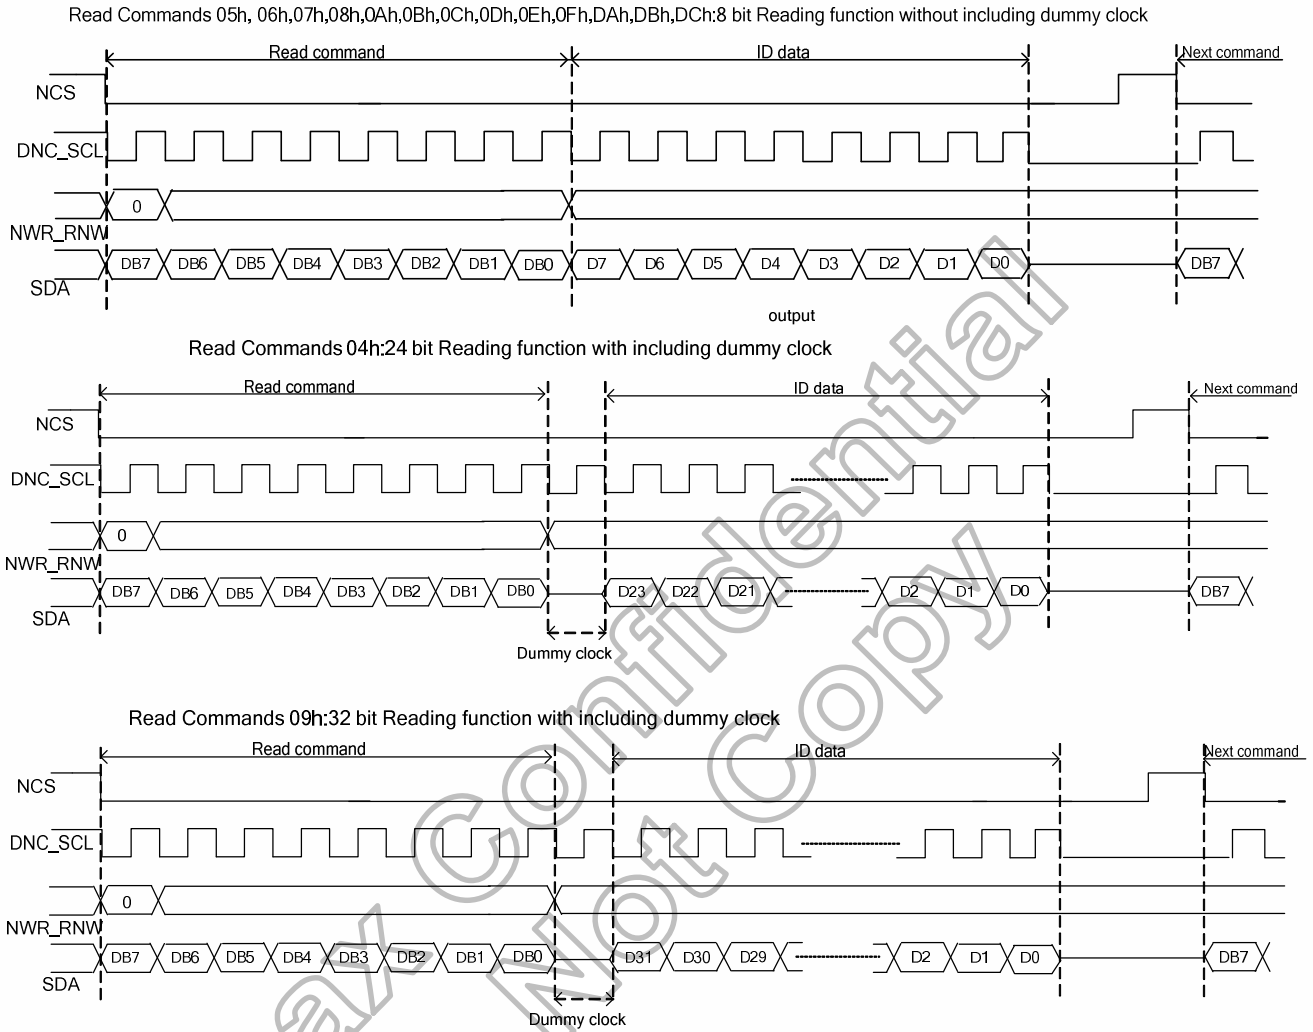 Read Commands 05h, 06h,07h,08h,0Ah,0Bh,0Ch,0Dh,0Eh,0Fh,DAh,DBh,DCh:8 bit Reading function without including dummy clock
Read command ID data Next command
NCS
DNC_SCL
0
NWR_RNW
DB7 DB6 DB5 DB4 DB3 DB2 DB1 DB0 D7 D6 D5 D4 D3 D2 D1 D0 DB7
SDA
output
Read Commands 04h:24 bit Reading function with including dummy clock
Read command ID data Next command
NCS
DNC_SCL
0
NWR_RNW
DB7 DB6 DB5 DB4 DB3 DB2 DB1 DB0 D23 D22 D21 D2 D1 D0 DB7
SDA
Dummy clock
Read Commands 09h:32 bit Reading function with including dummy clock
Read command ID data Next command
NCS
DNC_SCL
0
NWR_RNW
DB7 DB6 DB5 DB4 DB3 DB2 DB1 DB0 D31 D30 D29 D2 D1 D0 DB7
SDA
Dummy clock
ax Confidential
Not Copy